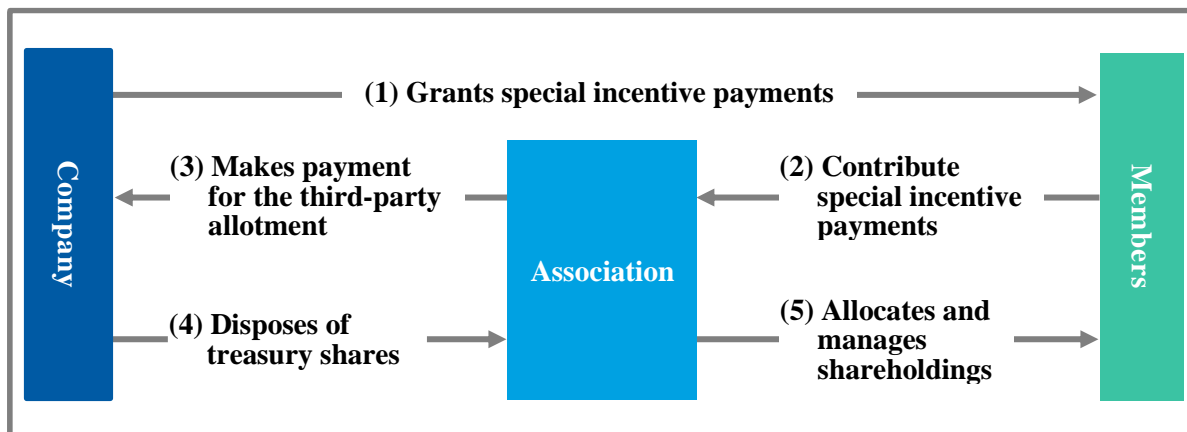 (1) Grants special incentive payments
Company
(3) Makes payment
for the third-party
allotment
(2) Contribute
special incentive
payments
Members
Association
(4) Disposes of
treasury shares
(5) Allocates and
manages
shareholdings